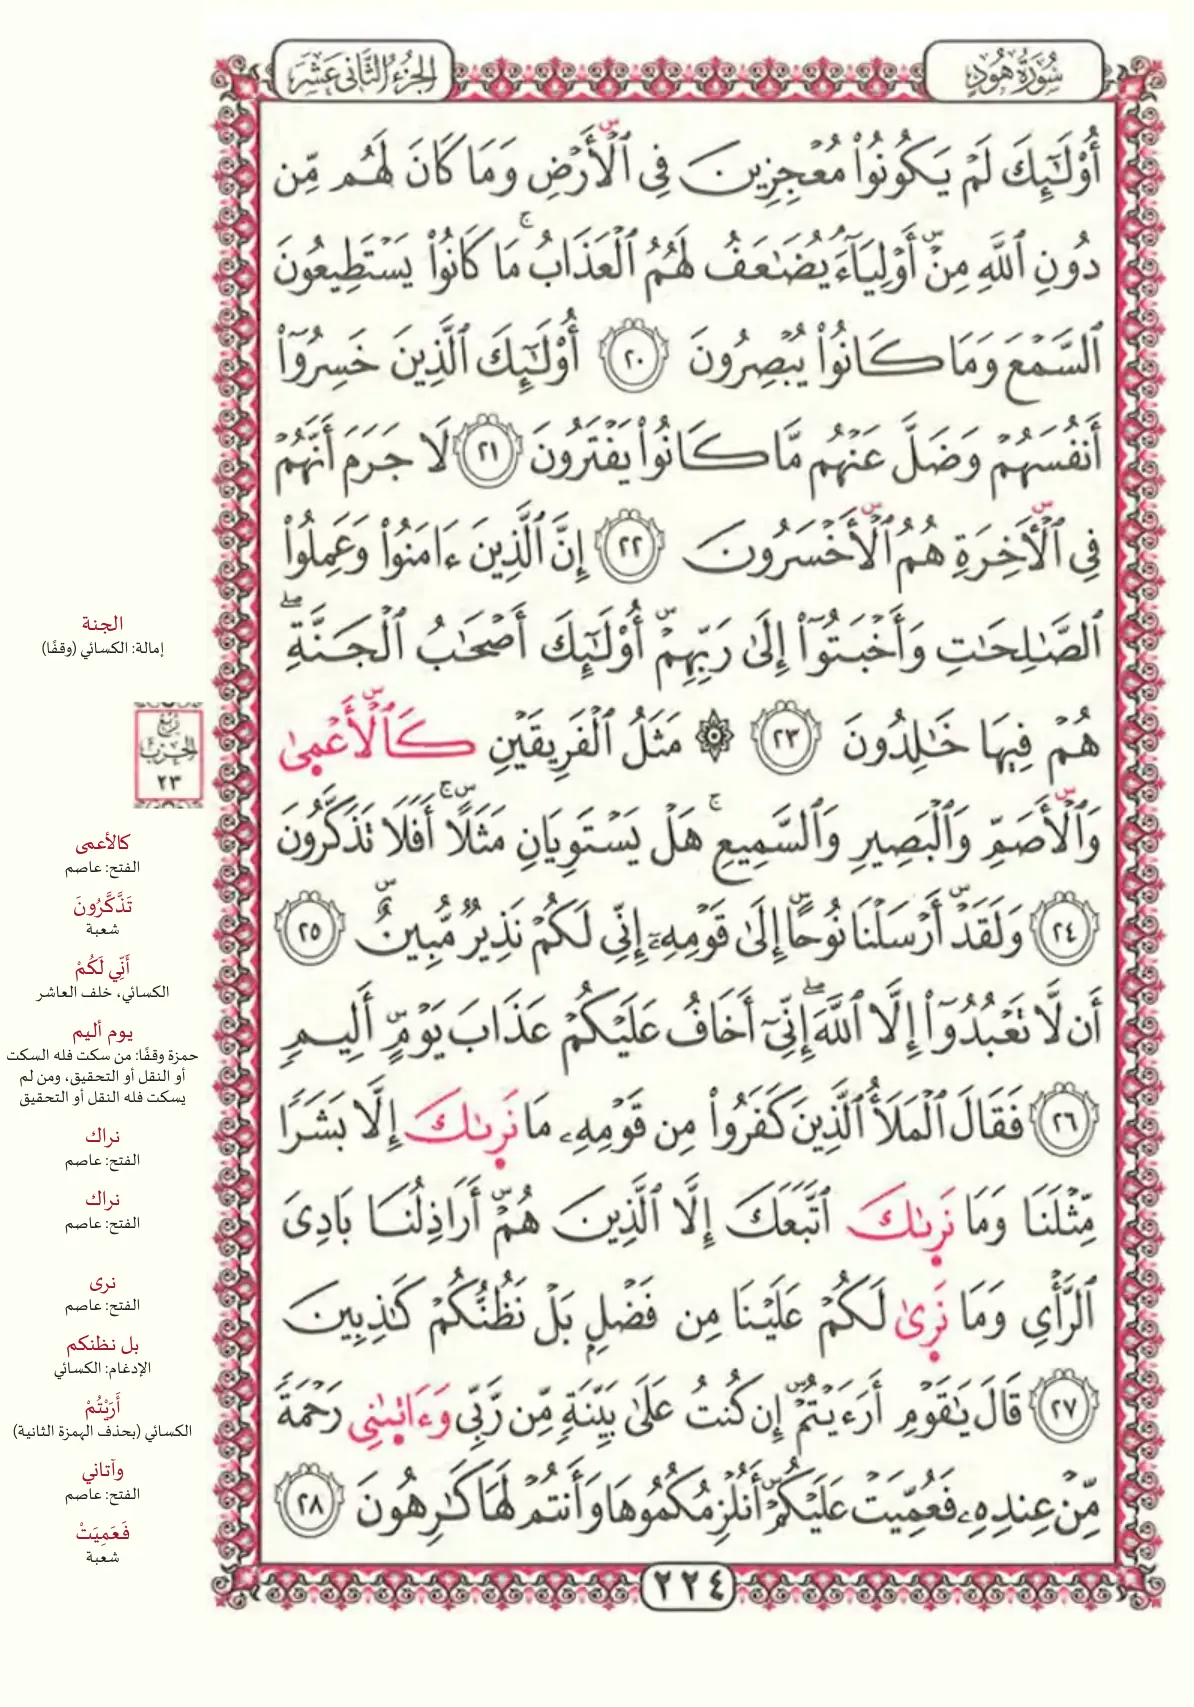 سُورَةُ هُودٍ
الجُزْءُ الثَّانِي عَشَرَ
أُوْلَٰٓئِكَ لَمْ يَكُونُوا۟ مُعْجِزِينَ فِى ٱلْأَرْضِ وَمَا كَانَ لَهُم مِّن
دُونِ ٱللَّهِ مِنْ أَوْلِيَآءَ يُضَٰعَفُ لَهُمُ ٱلْعَذَابُ ۚ مَا كَانُوا۟ يَسْتَطِيعُونَ
ٱلسَّمْعَ وَمَا كَانُوا۟ يُبْصِرُونَ ٢٠ أُوْلَٰٓئِكَ ٱلَّذِينَ خَسِرُوٓا۟
أَنفُسَهُمْ وَضَلَّ عَنْهُم مَّا كَانُوا۟ يَفْتَرُونَ ٢١ لَا جَرَمَ أَنَّهُمْ
فِى ٱلْأَخِرَةِ هُمُ ٱلْأَخْسَرُونَ ٢٢ إِنَّ ٱلَّذِينَ ءَامَنُوا۟ وَعَمِلُوا۟
ٱلصَّٰلِحَٰتِ وَأَخْبَتُوٓا۟ إِلَىٰ رَبِّهِمْ أُوْلَٰٓئِكَ أَصْحَٰبُ ٱلْجَنَّةِ ۖ
هُمْ فِيهَا خَٰلِدُونَ ٢٣ ۞ مَثَلُ ٱلْفَرِيقَيْنِ كَٱلْأَعْمِىٰ
وَٱلْأَصَمِّ وَٱلْبَصِيرِ وَٱلسَّمِيعِ ۚ هَلْ يَسْتَوِيَانِ مَثَلًا ۚ أَفَلَا تَذَكَّرُونَ
٢٤ وَلَقَدْ أَرْسَلْنَا نُوحًا إِلَىٰ قَوْمِهِۦٓ إِنِّى لَكُمْ نَذِيرٌ مُّبِينٌ ٢٥
أَن لَّا تَعْبُدُوٓا۟ إِلَّا ٱللَّهَ ۖ إِنِّىٓ أَخَافُ عَلَيْكُمْ عَذَابَ يَوْمٍ أَلِيمٍ
٢٦ فَقَالَ ٱلْمَلَأُ ٱلَّذِينَ كَفَرُوا۟ مِن قَوْمِهِۦ مَا نَرِىٰكَ إِلَّا بَشَرًا
مِّثْلَنَا وَمَا نَرِىٰكَ ٱتَّبَعَكَ إِلَّا ٱلَّذِينَ هُمْ أَرَاذِلُنَا بَادِىَ
ٱلرَّأْىِ وَمَا نَرِىٰ لَكُمْ عَلَيْنَا مِن فَضْلٍۭ بَلْ نَظُنُّكُمْ كَٰذِبِينَ
٢٧ قَالَ يَٰقَوْمِ أَرَءَيْتُمْ إِن كُنتُ عَلَىٰ بَيِّنَةٍ مِّن رَّبِّى وَءَاتِىٰنِى رَحْمَةً
مِّنْ عِندِهِۦ فَعُمِّيَتْ عَلَيْكُمْ أَنُلْزِمُكُمُوهَا وَأَنتُمْ لَهَا كَٰرِهُونَ ٢٨
٢٢٤
الجنة
إمالة: الكسائي (وقفًا)
رُبْعُ
الحِزْبِ
٢٣
كالأعمى
الفتح: عاصم
تَذَّكَّرُونَ
شعبة
أَنِّي لَكُمْ
الكسائي، خلف العاشر
يوم أليم
حمزة وقفًا: من سكت فله السكت
أو النقل أو التحقيق، ومن لم
يسكت فله النقل أو التحقيق
نراك
الفتح: عاصم
نراك
الفتح: عاصم
نرى
الفتح: عاصم
بل نظنكم
الإدغام: الكسائي
أَرَيْتُمْ
الكسائي (بحذف الهمزة الثانية)
وآتاني
الفتح: عاصم
فَعَمِيَتْ
شعبة